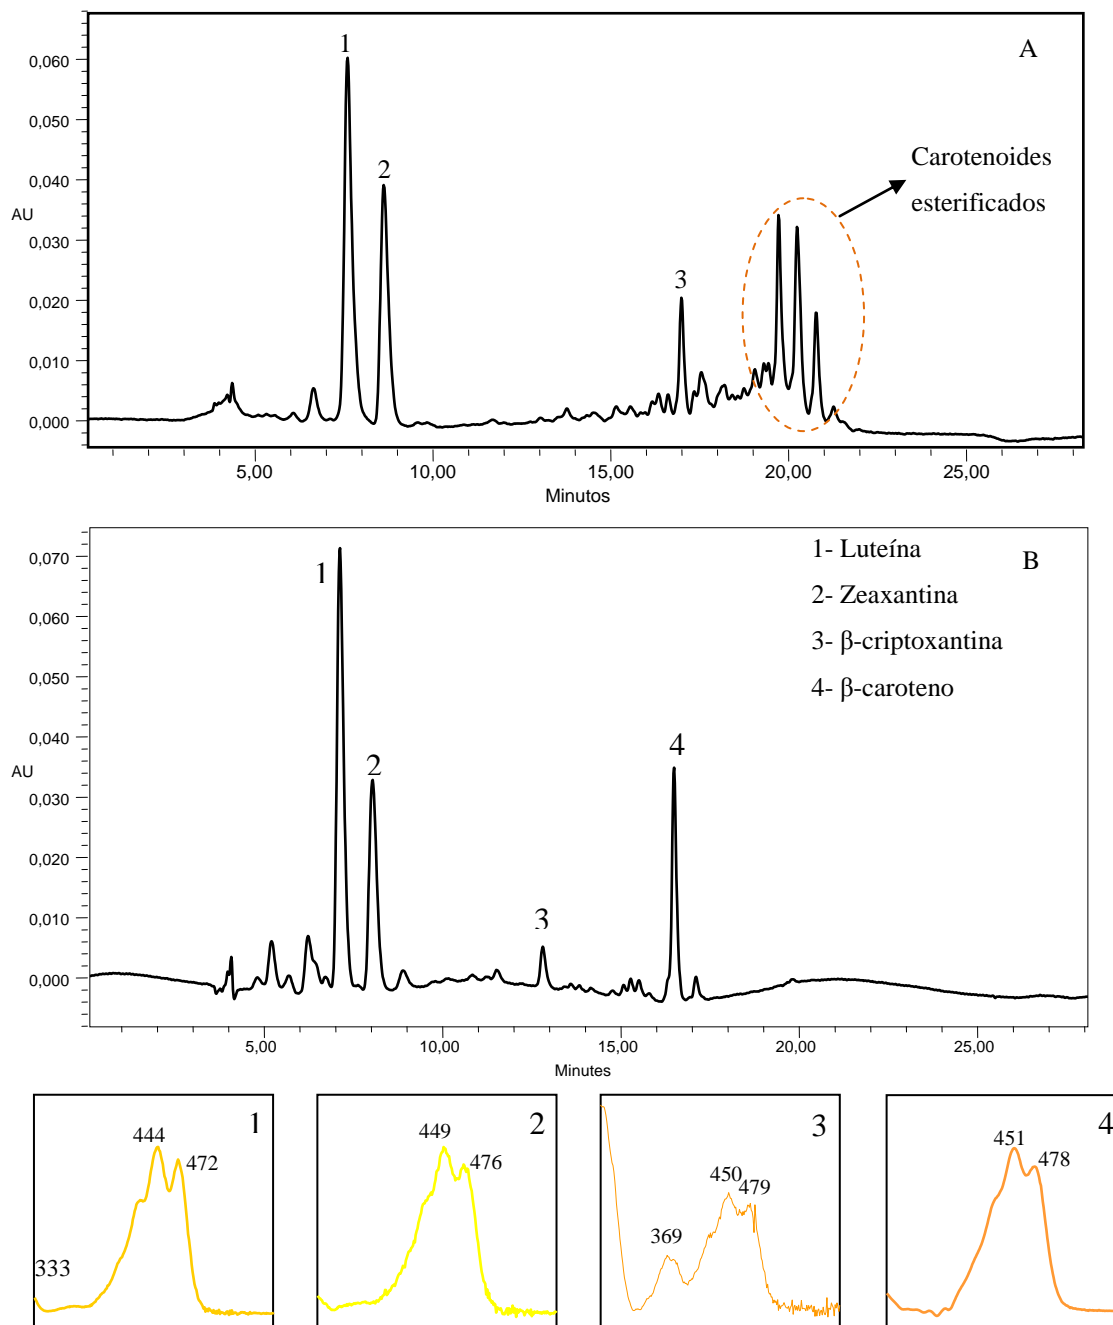 A
1
0,060
0,050
2
Carotenoides
0,040
esterificados
AU
0,030
3
0,020
0,010
0,000
5,00 10,00 15,00 20,00 25,00
Minutos
B
1- Luteína
0,070
1
2- Zeaxantina
0,060
3- β-criptoxantina
0,050
4- β-caroteno
0,040
4
2
AU
0,030
0,020
3
0,010
0,000
5,00 10,00 15,00 20,00 25,00
Minutes
1
444
472
333
2
449
476
3
450
479
369
4
451
478